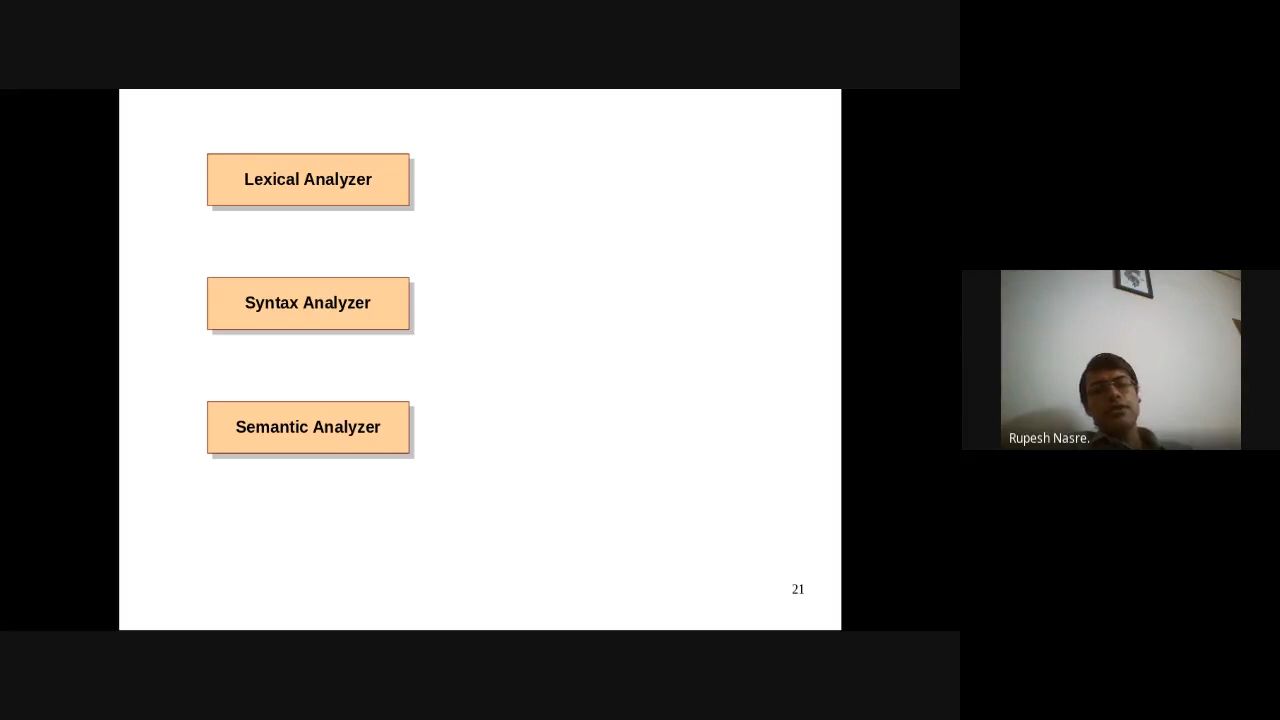 Lexical Analyzer
Syntax Analyzer
Semantic Analyzer
21
Rupesh Nasre.